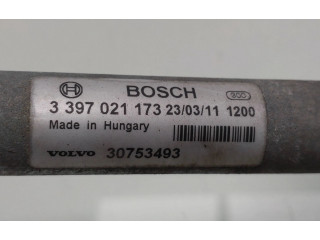 BOSCH
3 397 021 173 23/03/11 1200
Made in Hungary
VOLVO 30753493